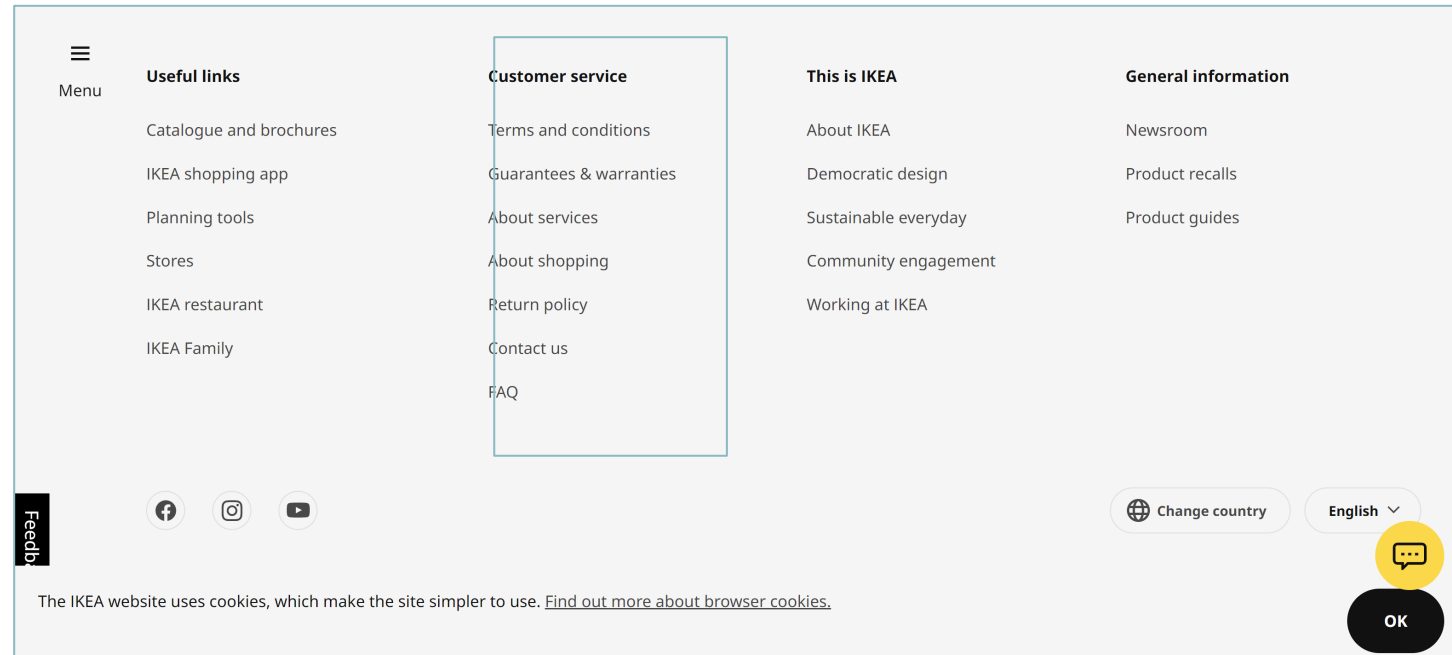 Menu
Useful links
Catalogue and brochures
IKEA shopping app
Planning tools
Stores
IKEA restaurant
IKEA Family
Customer service
Terms and conditions
Guarantees & warranties
About services
About shopping
Return policy
Contact us
FAQ
This is IKEA
About IKEA
Democratic design
Sustainable everyday
Community engagement
Working at IKEA
General information
Newsroom
Product recalls
Product guides
Feedba
Change country
English
The IKEA website uses cookies, which make the site simpler to use. Find out more about browser cookies.
OK